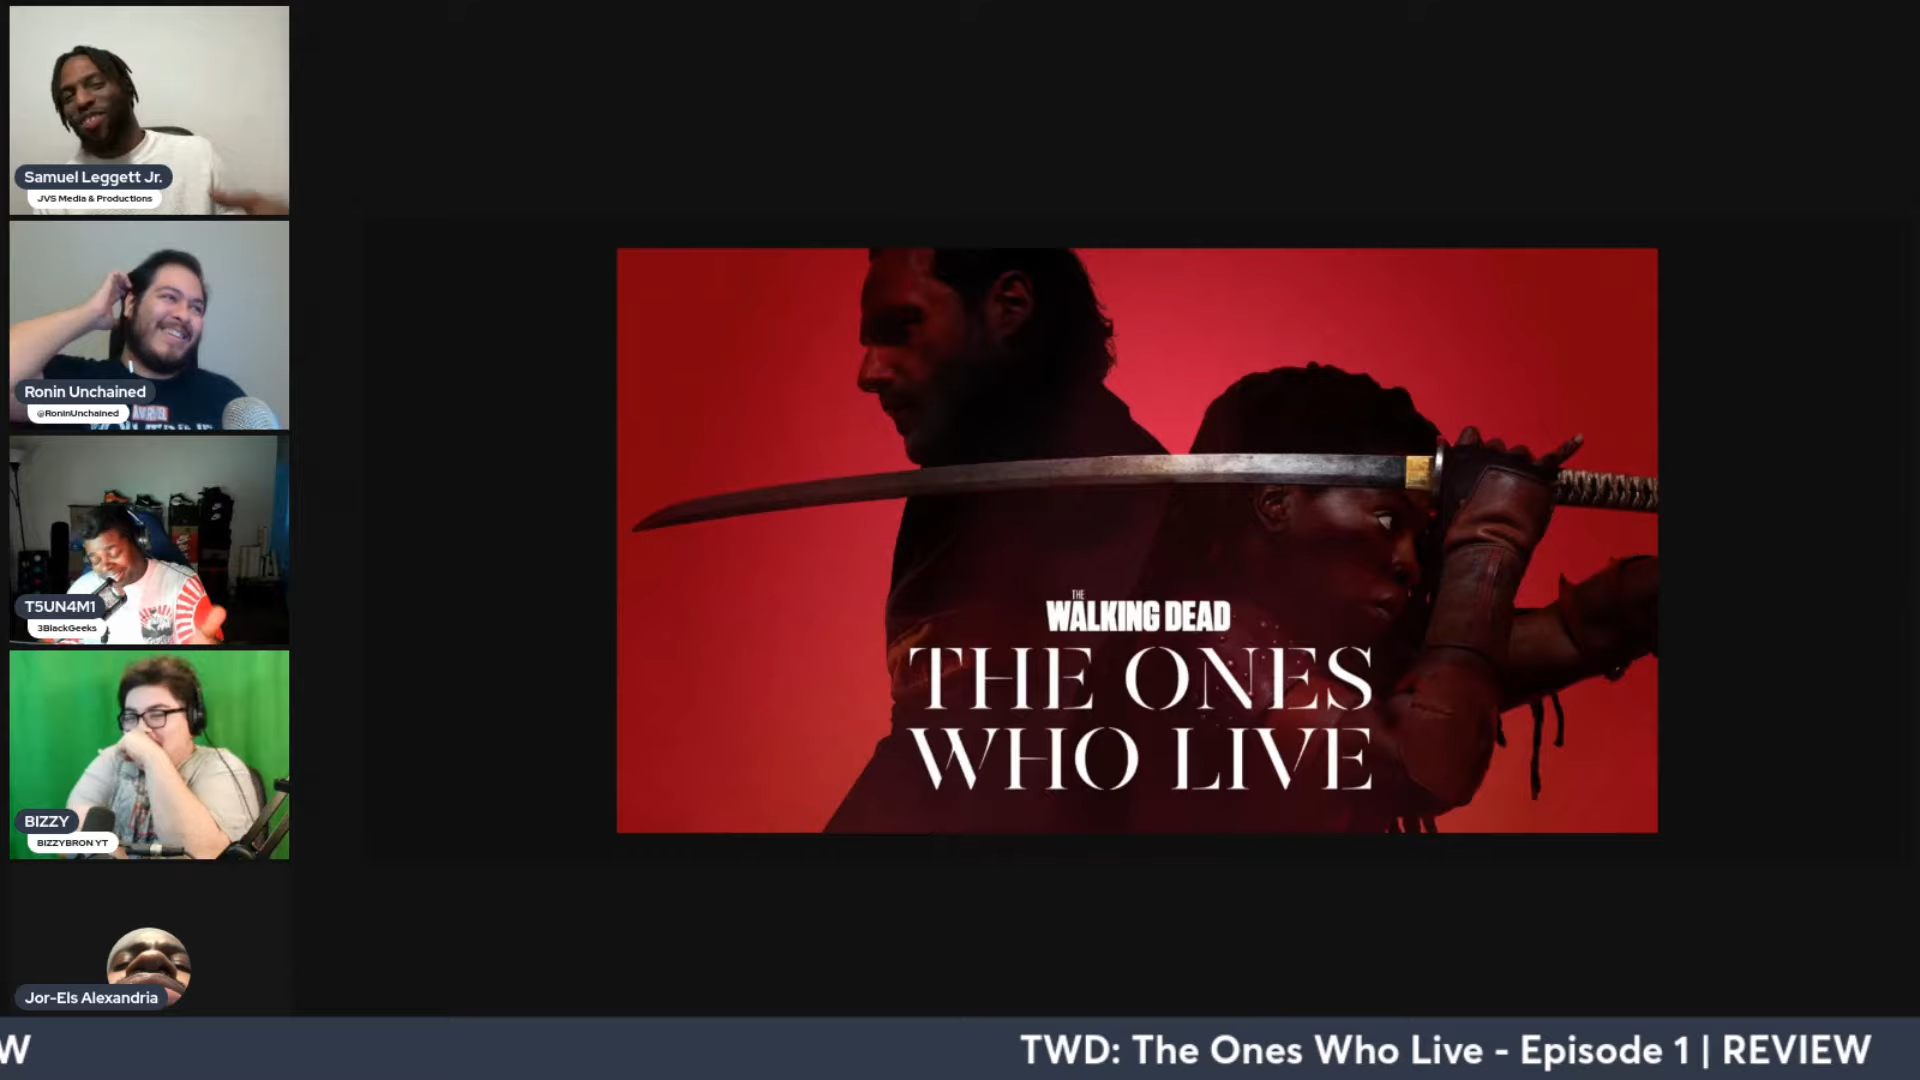 Samuel Leggett Jr.
JVS Media & Productions
Ronin Unchained
@RoninUnchained
T5UN4M1
3BlackGeeks
BIZZY
BIZZYBRON YT
Jor-Els Alexandria
THE
WALKING DEAD
THE ONES
WHO LIVE
W
TWD: The Ones Who Live - Episode 1 | REVIEW